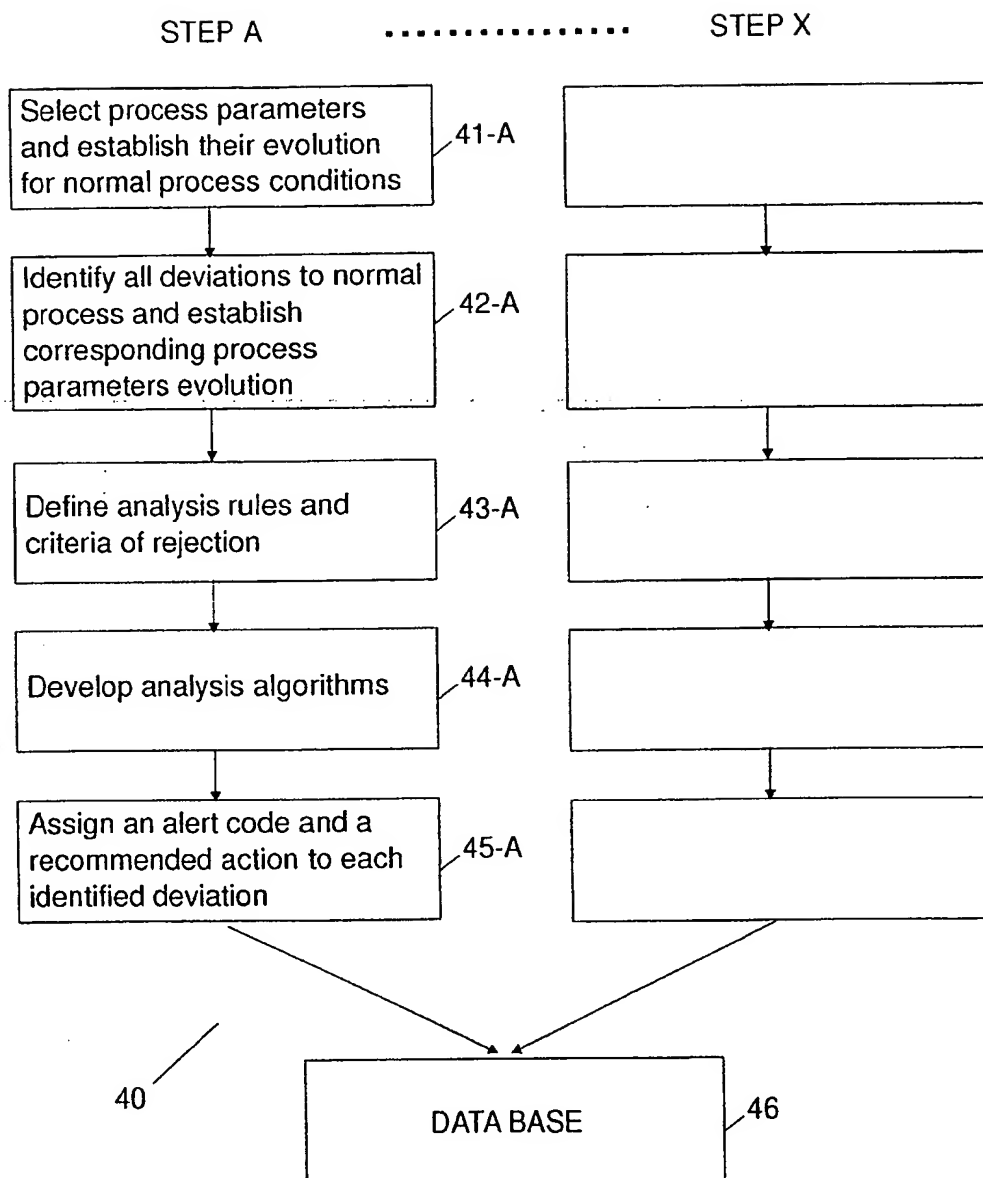 STEP A ................ STEP X
Select process parameters
and establish their evolution
for normal process conditions
41-A
Identify all deviations to normal
process and establish
corresponding process
parameters evolution
42-A
Define analysis rules and
criteria of rejection
43-A
Develop analysis algorithms
44-A
Assign an alert code and a
recommended action to each
identified deviation
45-A
40
DATA BASE
46